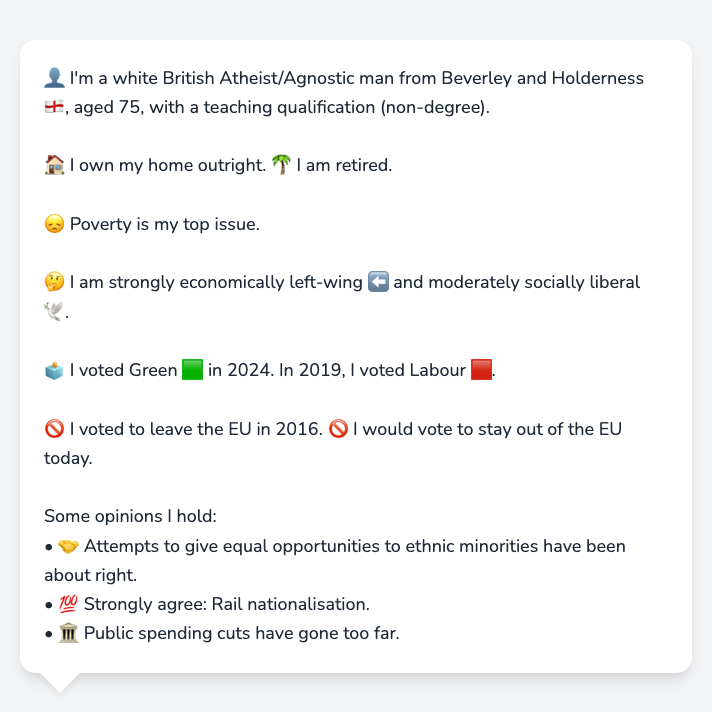 👤 I'm a white British Atheist/Agnostic man from Beverley and Holderness
🏴󠁧󠁢󠁥󠁮󠁧󠁿, aged 75, with a teaching qualification (non-degree).
🏠 I own my home outright. 🌴 I am retired.
😞 Poverty is my top issue.
🤔 I am strongly economically left-wing ⬅️ and moderately socially liberal
🕊️.
🗳️ I voted Green 🟩 in 2024. In 2019, I voted Labour 🟥.
🚫 I voted to leave the EU in 2016. 🚫 I would vote to stay out of the EU
today.
Some opinions I hold:
• 🤝 Attempts to give equal opportunities to ethnic minorities have been
about right.
• 💯 Strongly agree: Rail nationalisation.
• 🏛️ Public spending cuts have gone too far.